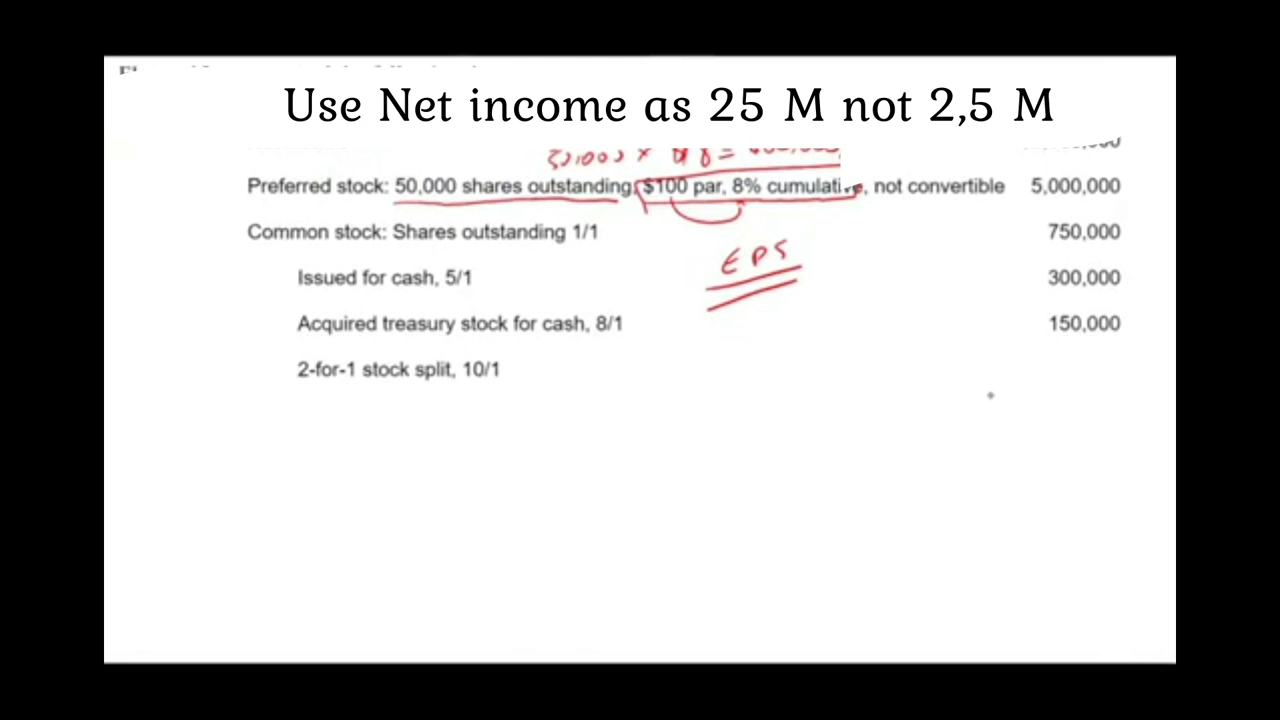 Use Net income as 25 M not 2,5 M
Preferred stock: 50,000 shares outstanding, $100 par, 8% cumulative, not convertible 5,000,000
Common stock: Shares outstanding 1/1 750,000
EPS
Issued for cash, 5/1 300,000
Acquired treasury stock for cash, 8/1 150,000
2-for-1 stock split, 10/1